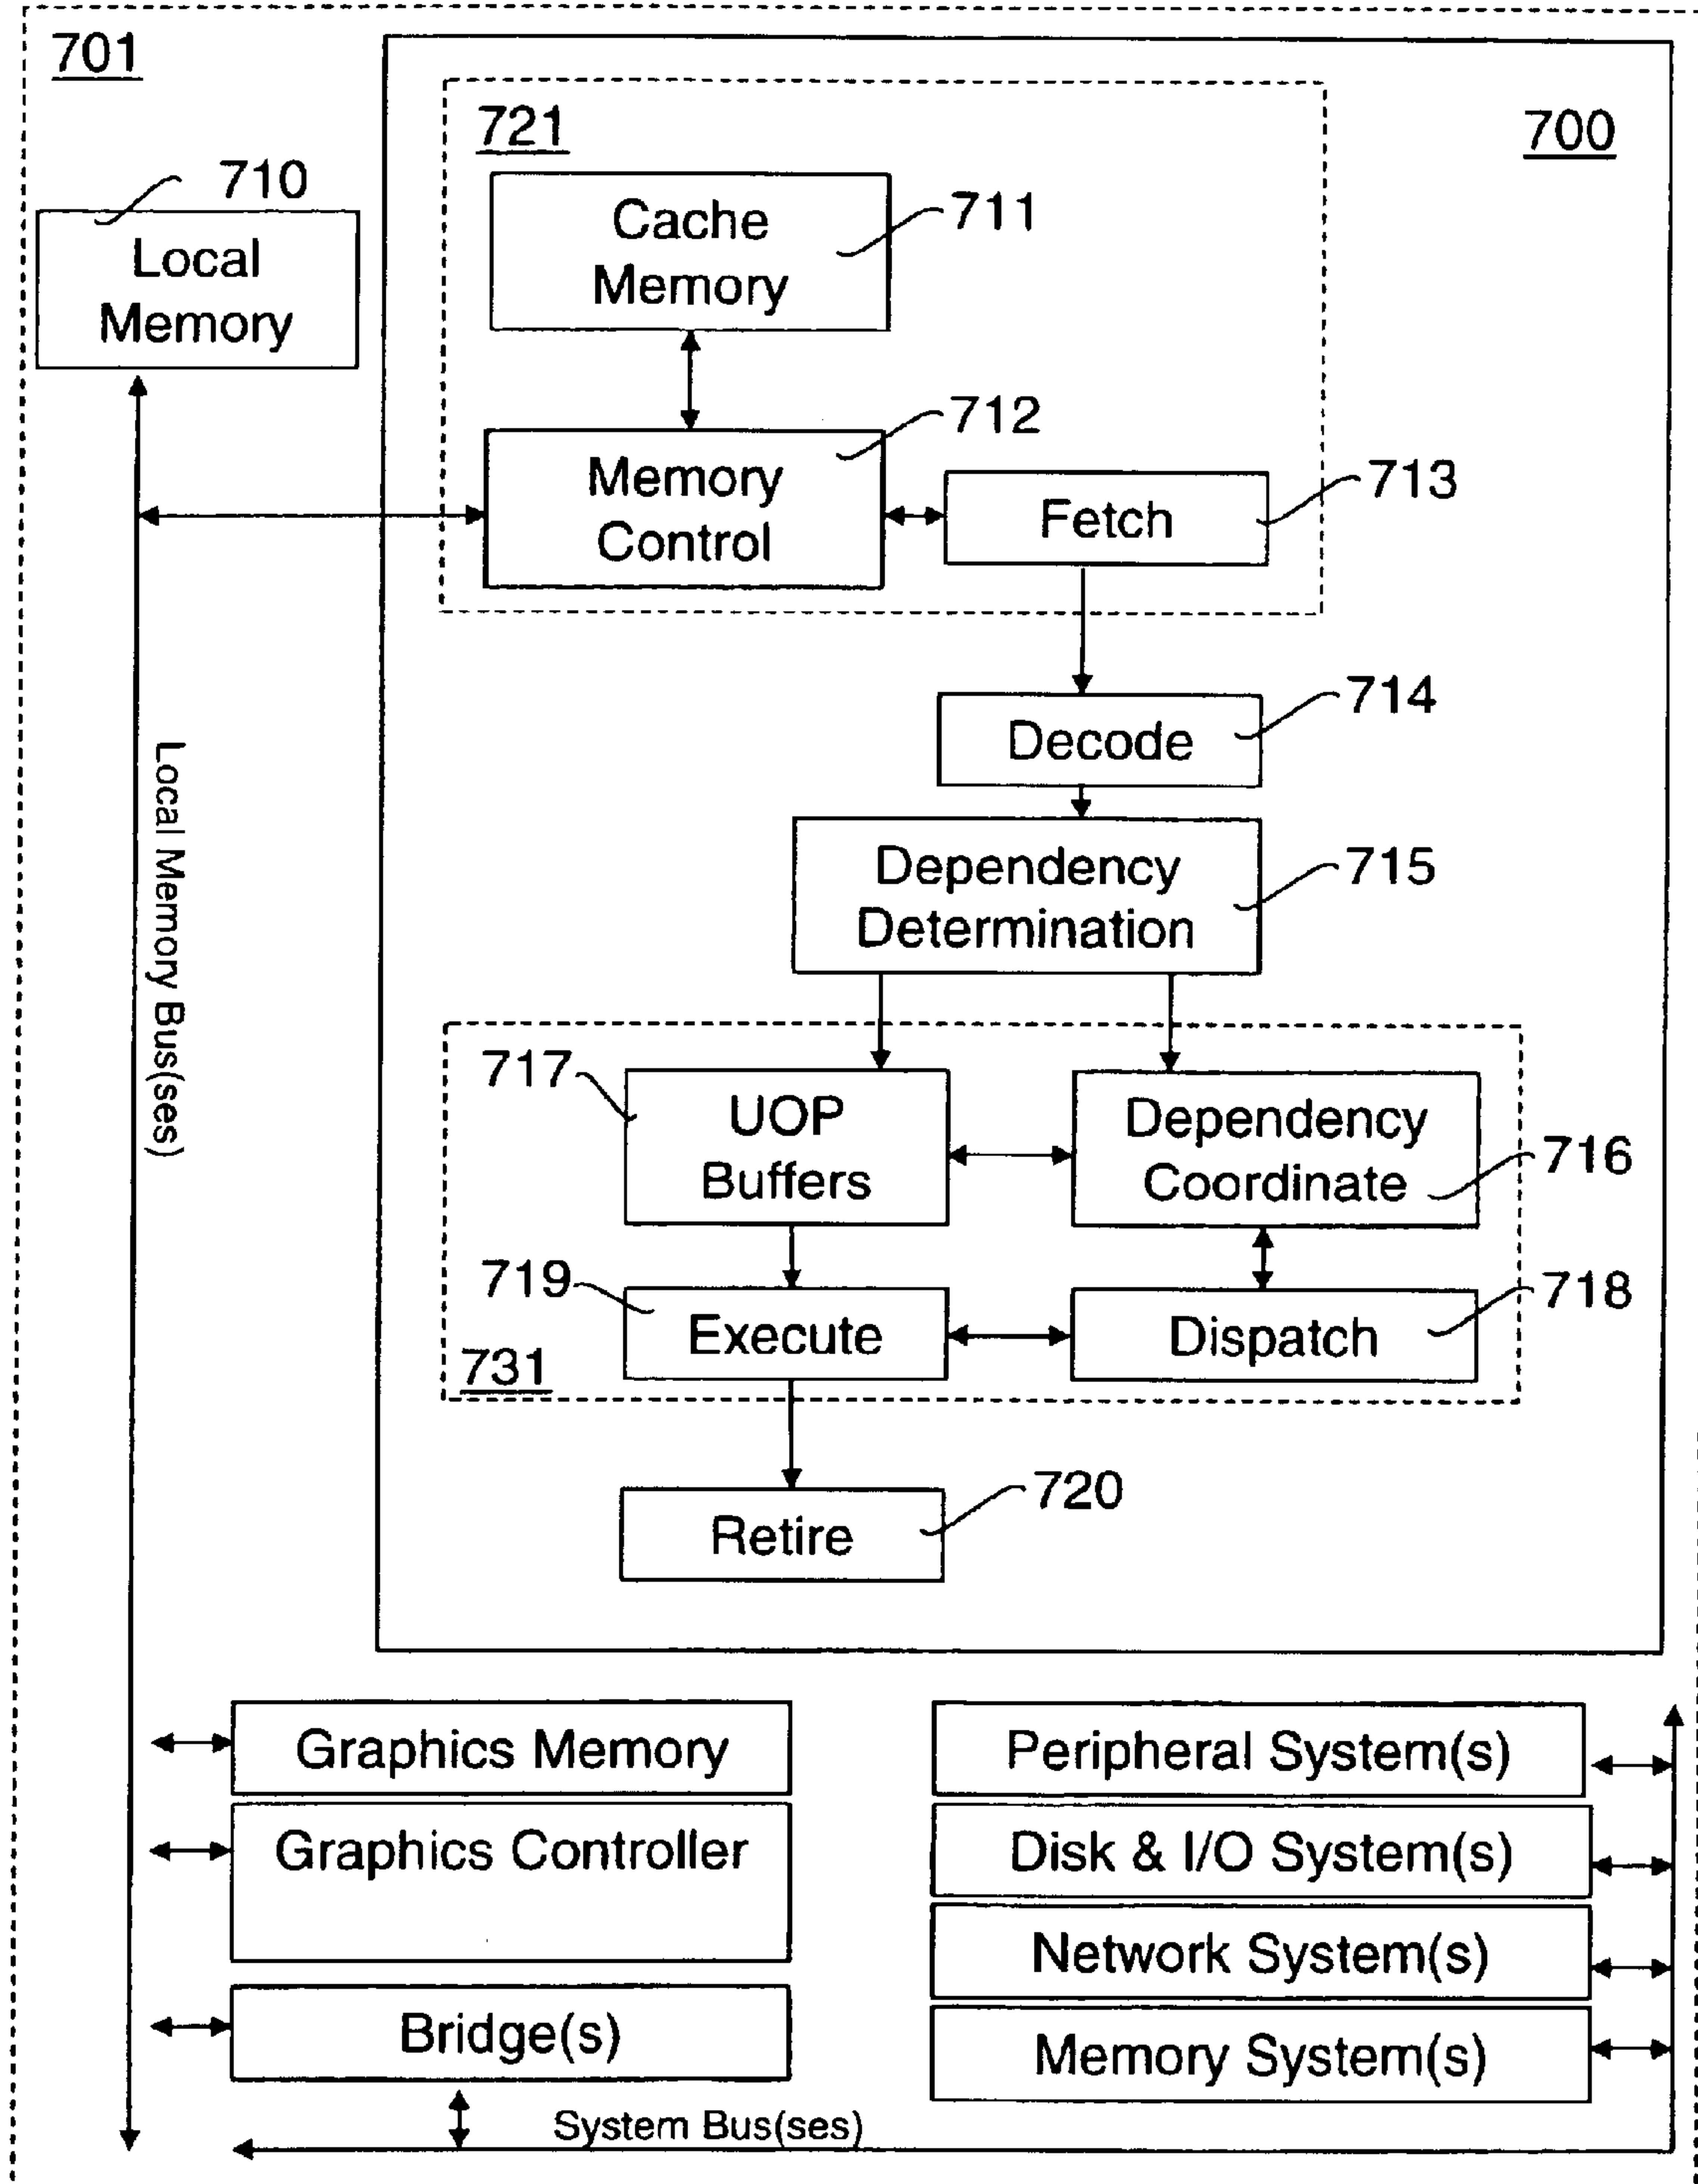 701
700
721
710
Local
Memory
Cache
Memory
711
712
Memory
Control
713
Fetch
714
Decode
715
Dependency
Determination
Local Memory Bus(ses)
717
UOP
Buffers
Dependency
Coordinate
716
719
Execute
718
Dispatch
731
720
Retire
Graphics Memory
Graphics Controller
Bridge(s)
Peripheral System(s)
Disk & I/O System(s)
Network System(s)
Memory System(s)
System Bus(ses)